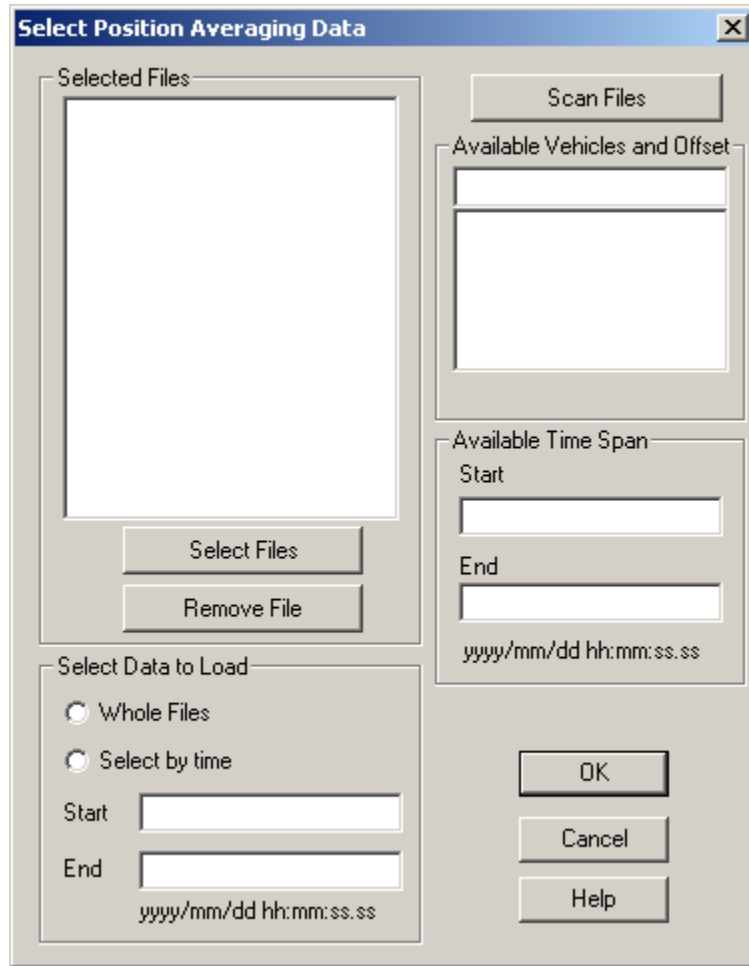 Select Position Averaging Data
Selected Files
Select Files
Remove File
Scan Files
Available Vehicles and Offset
Available Time Span
Start
End
yyyy/mm/dd hh:mm:ss.ss
Select Data to Load
Whole Files
Select by time
Start
End
yyyy/mm/dd hh:mm:ss.ss
OK
Cancel
Help